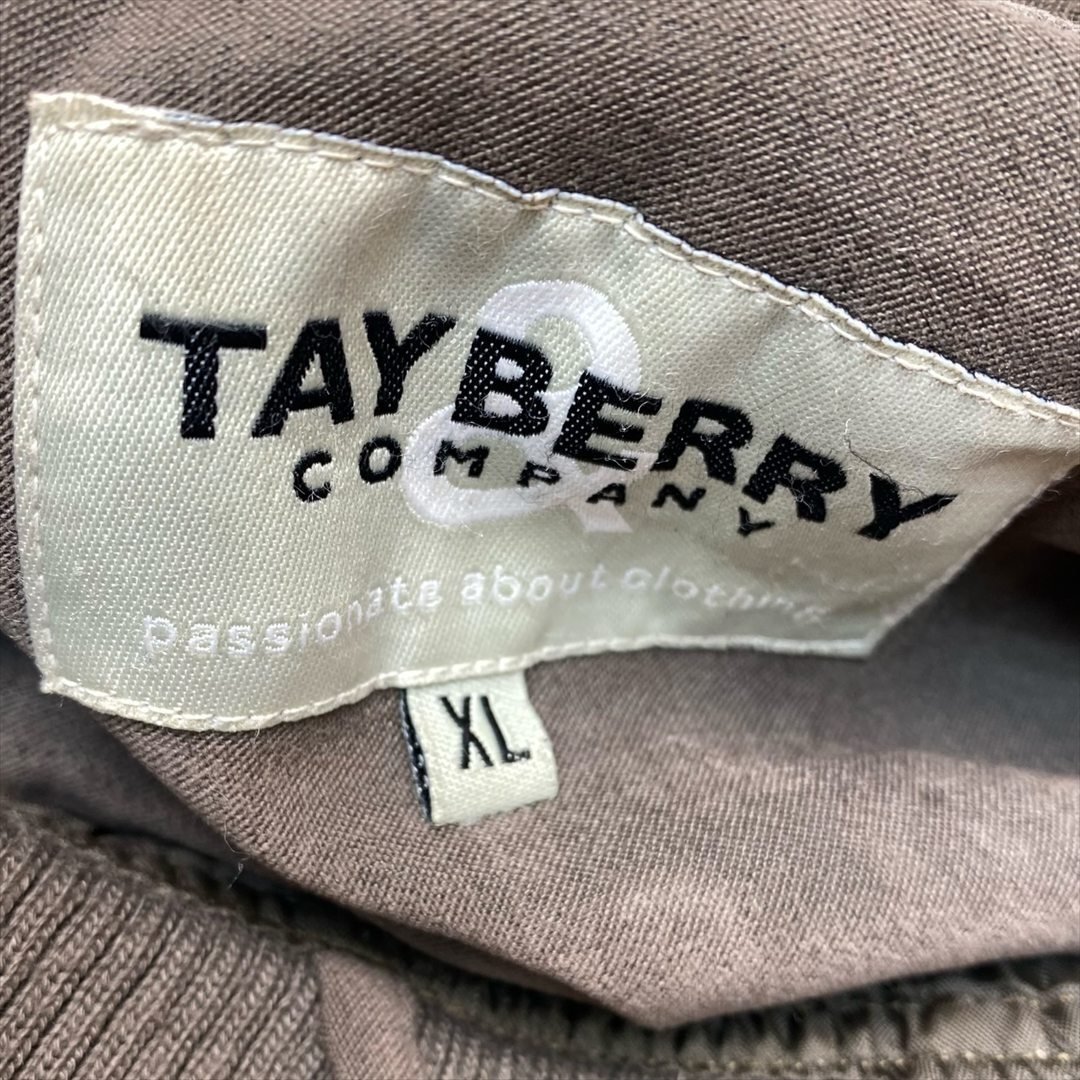 TAYBERRY
&
COMPANY
Passionate about clothing
XL